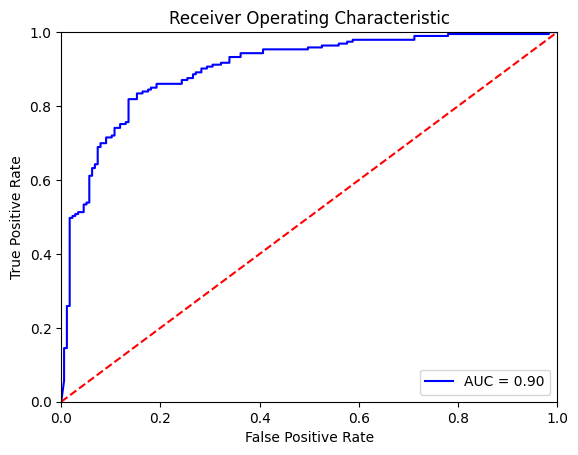 Receiver Operating Characteristic
1.0
0.8
0.6
0.4
0.2
0.0
True Positive Rate
AUC = 0.90
0.0 0.2 0.4 0.6 0.8 1.0
False Positive Rate